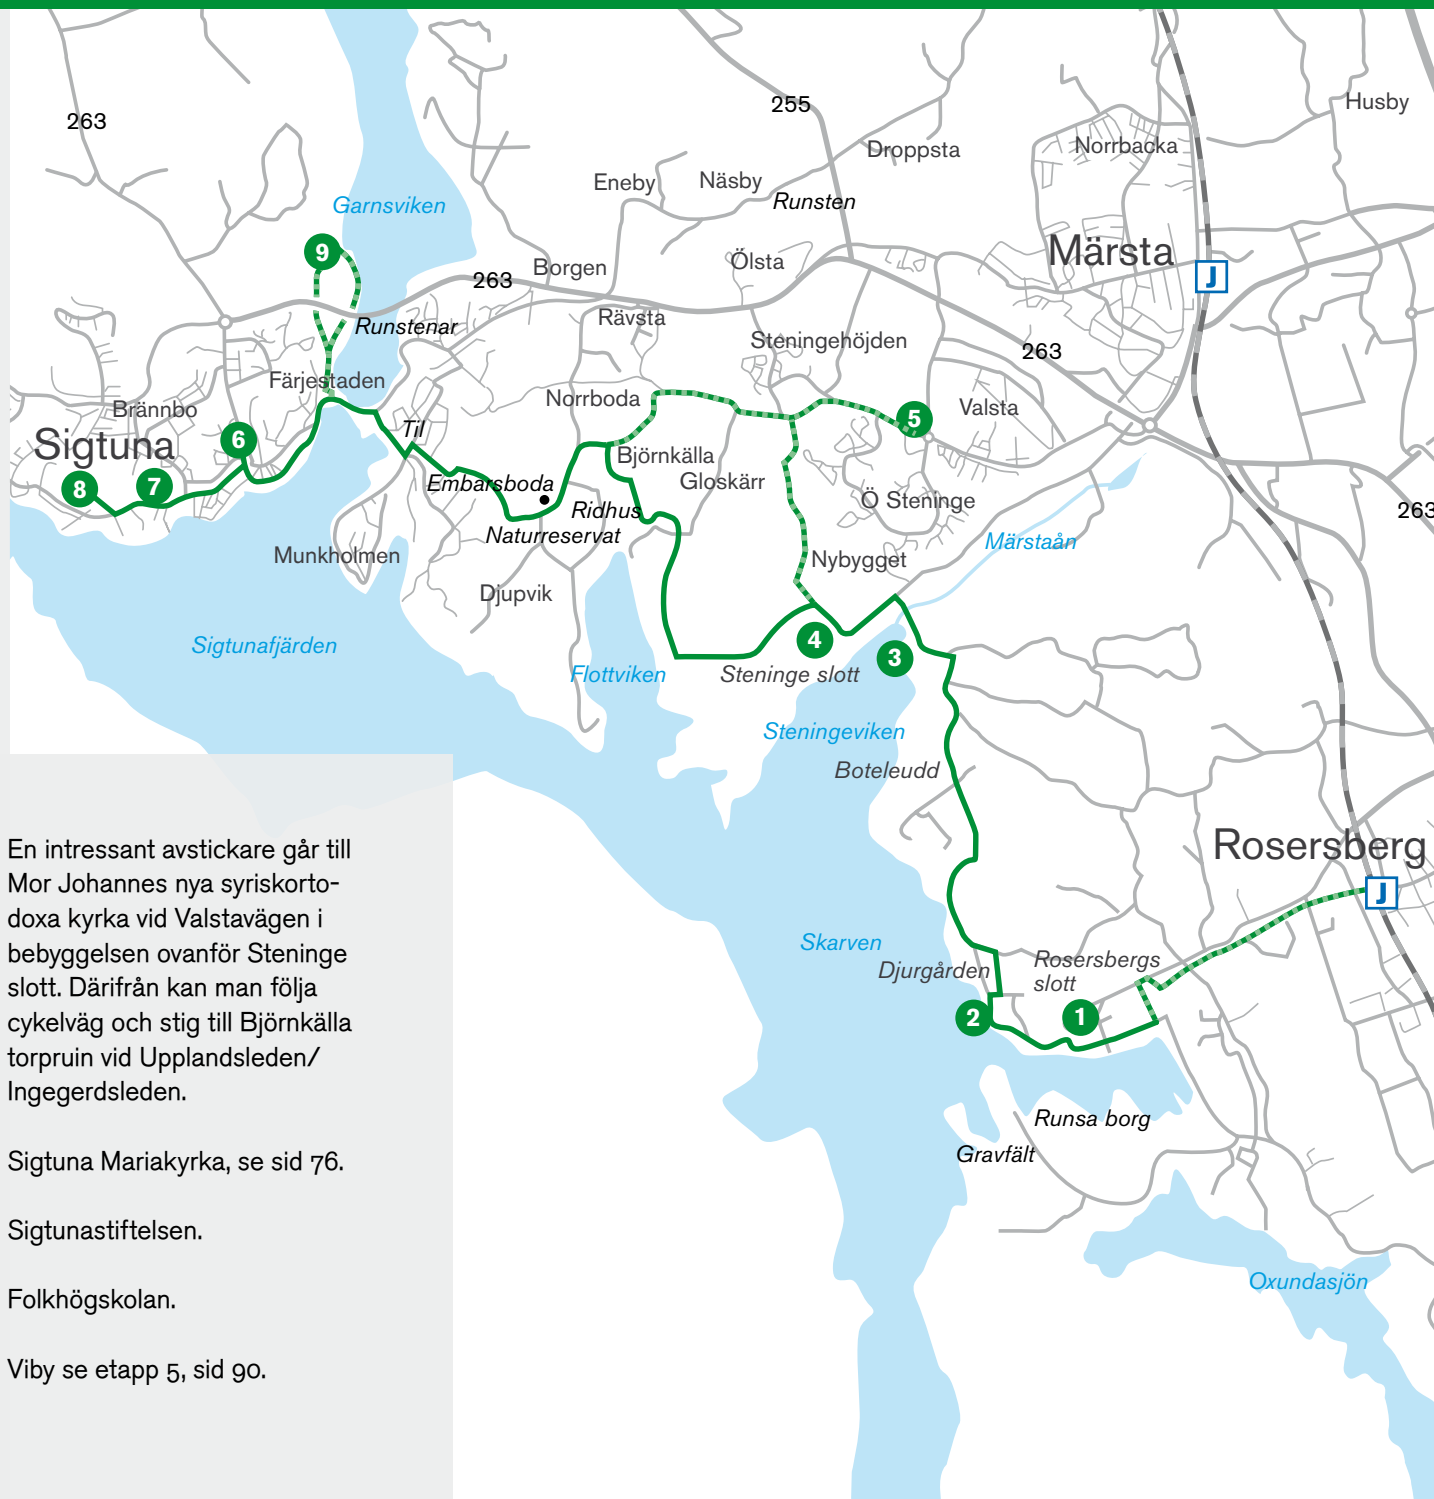 263
255
Husby
Droppsta
Norrbacka
Eneby
Näsby
Runsten
Garnsviken
9
Märsta
J
Ölsta
Borgen
263
Rävsta
Runstenar
Steningehöjden
263
Färjestaden
Norrboda
Brännbo
Valsta
5
Til
6
Sigtuna
Björnkälla
Gloskärr
Embarsboda
7
8
Ö Steninge
Ridhus
263
Naturreservat
Märstaån
Munkholmen
Nybygget
Djupvik
4
Sigtunafjärden
3
Flottviken
Steninge slott
Steningeviken
Boteleudd
Rosersberg
J
Skarven
Djurgården
Rosersbergs
slott
2
1
Runsa borg
Gravfält
Oxundasjön
En intressant avstickare går till
Mor Johannes nya syriskorto-
doxa kyrka vid Valstavägen i
bebyggelsen ovanför Steninge
slott. Därifrån kan man följa
cykelväg och stig till Björnkälla
torpruin vid Upplandsleden/
Ingegerdsleden.
Sigtuna Mariakyrka, se sid 76.
Sigtunastiftelsen.
Folkhögskolan.
Viby se etapp 5, sid 90.